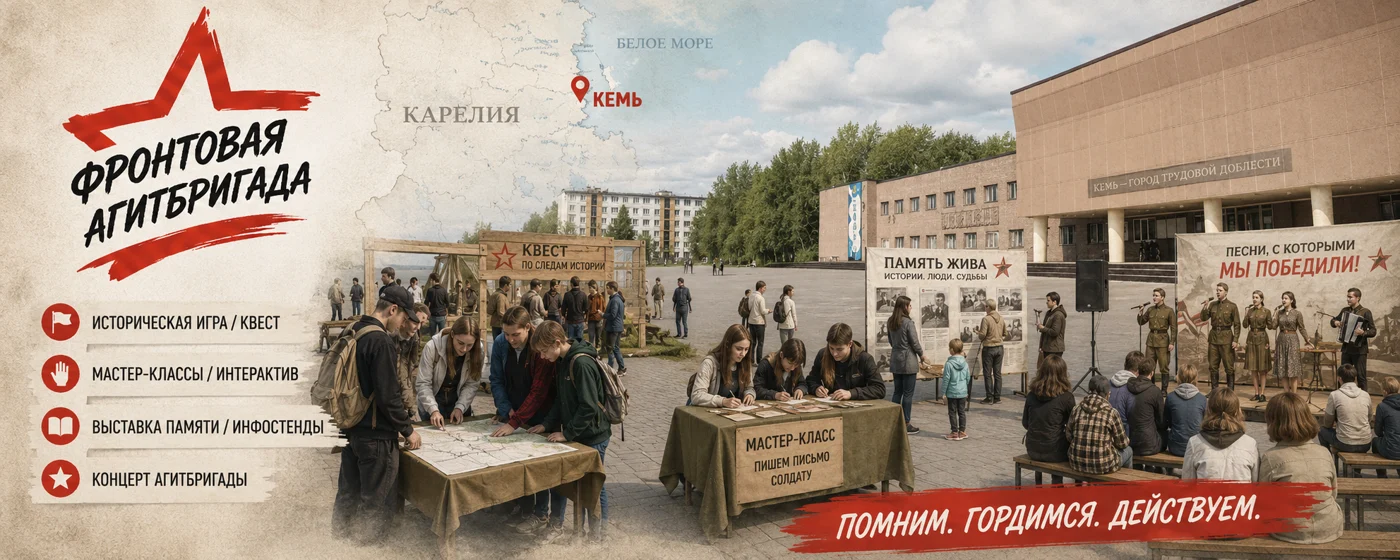 ФРОНТОВАЯ
АГИТБРИГАДА
ИСТОРИЧЕСКАЯ ИГРА / КВЕСТ
МАСТЕР-КЛАССЫ / ИНТЕРАКТИВ
ВЫСТАВКА ПАМЯТИ / ИНФОСТЕНДЫ
КОНЦЕРТ АГИТБРИГАДЫ
БЕЛОЕ МОРЕ
КЕМЬ
КАРЕЛИЯ
КВЕСТ
ПО СЛЕДАМ ИСТОРИИ
МАСТЕР-КЛАСС
ПИШЕМ ПИСЬМО
СОЛДАТУ
ПАМЯТЬ ЖИВА
ИСТОРИИ. ЛЮДИ. СУДЬБЫ
КЕМЬ – ГОРОД ТРУДОВОЙ ДОБЛЕСТИ
ПЕСНИ, С КОТОРЫМИ
МЫ ПОБЕДИЛИ!
ПОМНИМ. ГОРДИМСЯ. ДЕЙСТВУЕМ.